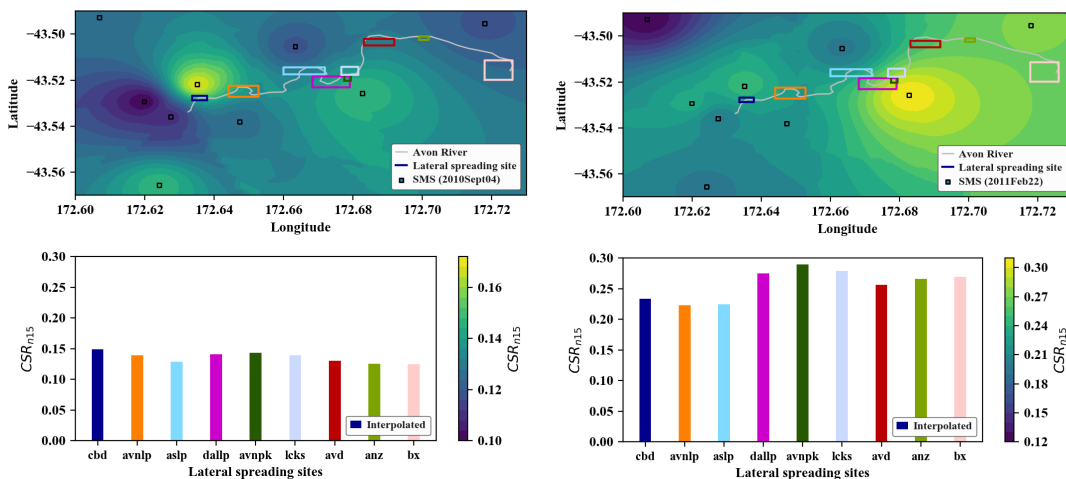 −43.50
−43.52
−43.54
−43.56
Latitude
Avon River
Lateral spreading site
SMS (2010Sept04)
172.60 172.62 172.64 172.66 172.68 172.70 172.72
Longitude
−43.50
−43.52
−43.54
−43.56
Latitude
Avon River
Lateral spreading site
SMS (2011Feb22)
172.60 172.62 172.64 172.66 172.68 172.70 172.72
Longitude
0.30
0.25
0.20
0.15
0.10
0.05
0.00
CSRn15
Interpolated
cbd avnlp aslp dallp avnpk lcks avd anz bx
Lateral spreading sites
CSRn15
0.16
0.14
0.12
0.10
0.30
0.25
0.20
0.15
0.10
0.05
0.00
CSRn15
Interpolated
cbd avnlp aslp dallp avnpk lcks avd anz bx
Lateral spreading sites
CSRn15
0.30
0.27
0.24
0.21
0.18
0.15
0.12